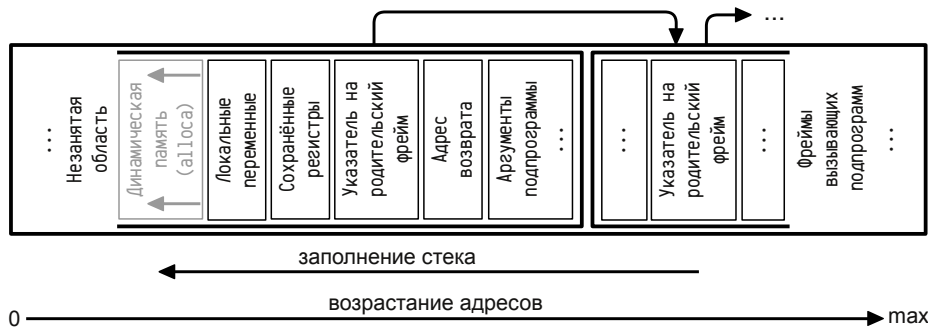 ...
...
Незанятая
область
Динамическая
память
(alloca)
Локальные
переменные
Сохранённые
регистры
Указатель на
родительский
фрейм
Адрес
возврата
Аргументы
подпрограммы
...
...
Указатель на
родительский
фрейм
...
Фреймы
вызывающих
подпрограмм
...
заполнение стека
возрастание адресов
0
max